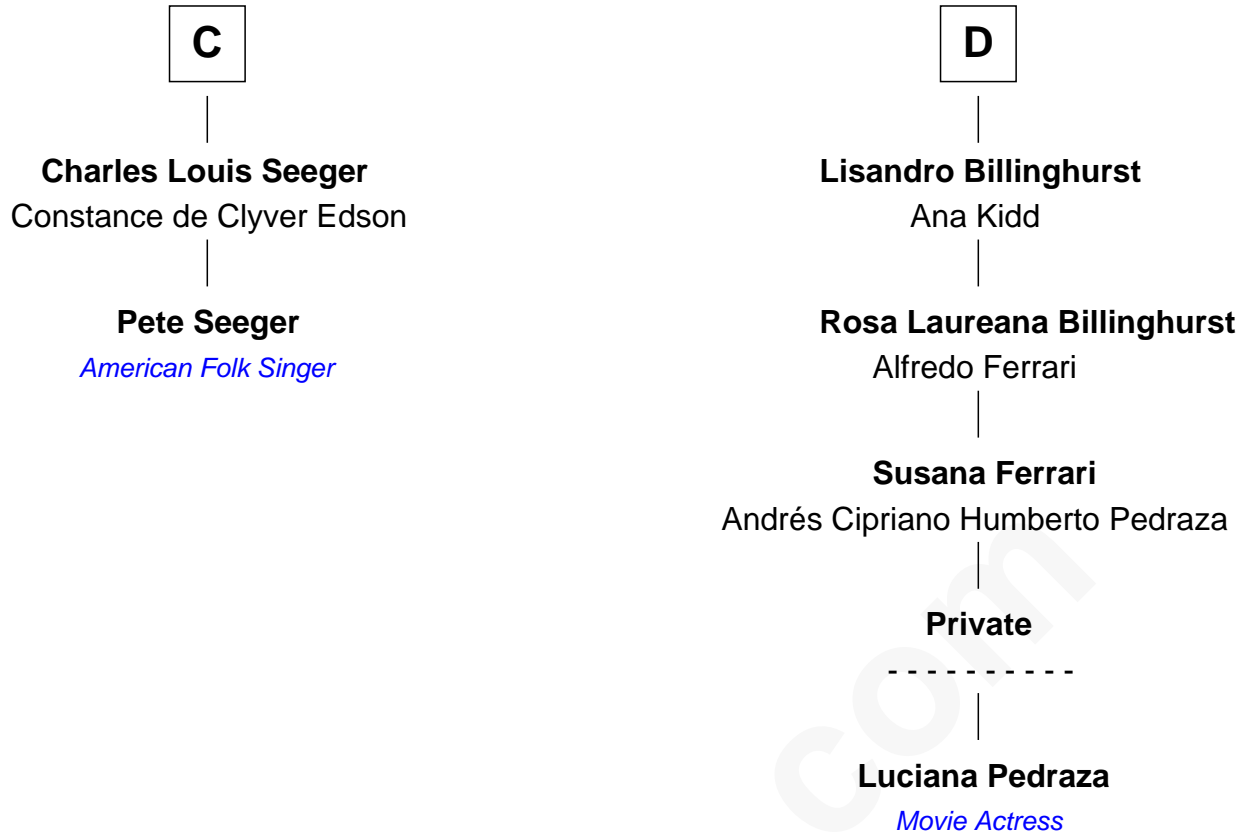 C
Charles Louis Seeger
Constance de Clyver Edson
Pete Seeger
American Folk Singer
D
Lisandro Billinghurst
Ana Kidd
Rosa Laureana Billinghurst
Alfredo Ferrari
Susana Ferrari
Andrés Cipriano Humberto Pedraza
Private
- - - - - - - - - -
Luciana Pedraza
Movie Actress
com